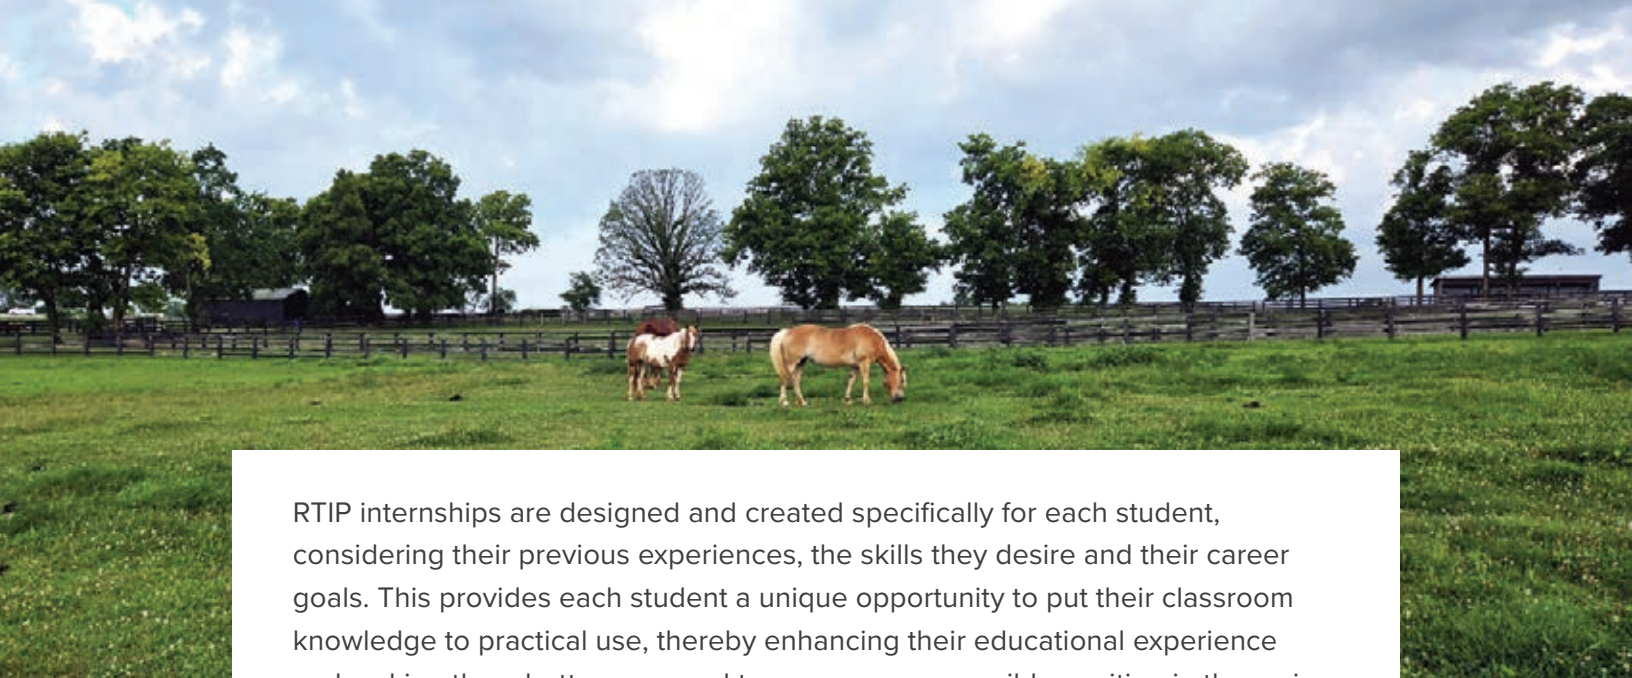 RTIP internships are designed and created specifically for each student,
considering their previous experiences, the skills they desire and their career
goals. This provides each student a unique opportunity to put their classroom
knowledge to practical use, thereby enhancing their educational experience